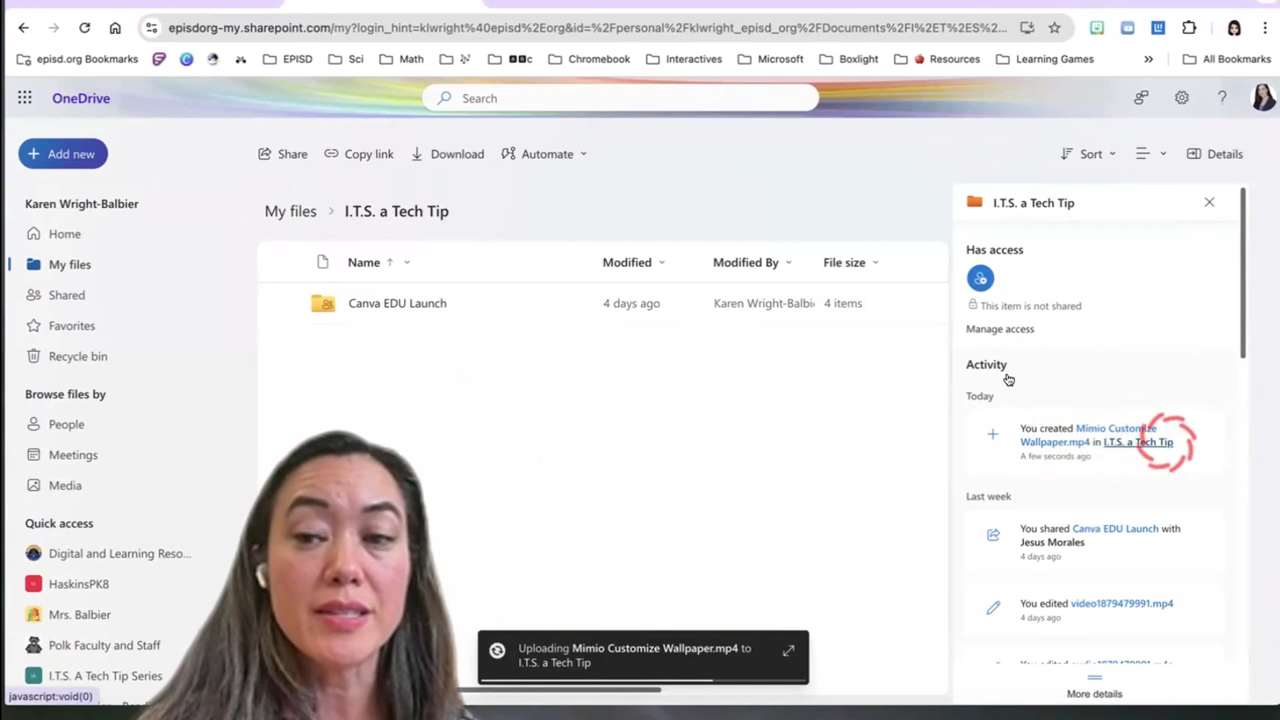 episdorg-my.sharepoint.com/my?login_hint=klwright%40episd%2Eorg&id=%2Fpersonal%2Fklwright_episd_org%2FDocuments%2FI%2ET%2ES%2...
episd.org Bookmarks EPISD Sci Math Chromebook Interactives Microsoft Boxlight Resources Learning Games » All Bookmarks
OneDrive
Search
Add new
Share Copy link Download Automate
Sort Details
Karen Wright-Balbier
Home
My files
Shared
Favorites
Recycle bin
Browse files by
People
Meetings
Media
Quick access
Digital and Learning Reso...
HaskinsPK8
Mrs. Balbier
Polk Faculty and Staff
I.T.S. A Tech Tip Series
javascript:void(0)
My files > I.T.S. a Tech Tip
Name Modified Modified By File size
Canva EDU Launch 4 days ago Karen Wright-Balbi 4 items
Uploading Mimio Customize Wallpaper.mp4 to
I.T.S. a Tech Tip
I.T.S. a Tech Tip
Has access
This item is not shared
Manage access
Activity
Today
You created Mimio Customize
Wallpaper.mp4 in I.T.S. a Tech Tip
A few seconds ago
Last week
You shared Canva EDU Launch with
Jesus Morales
4 days ago
You edited video1879479991.mp4
4 days ago
More details